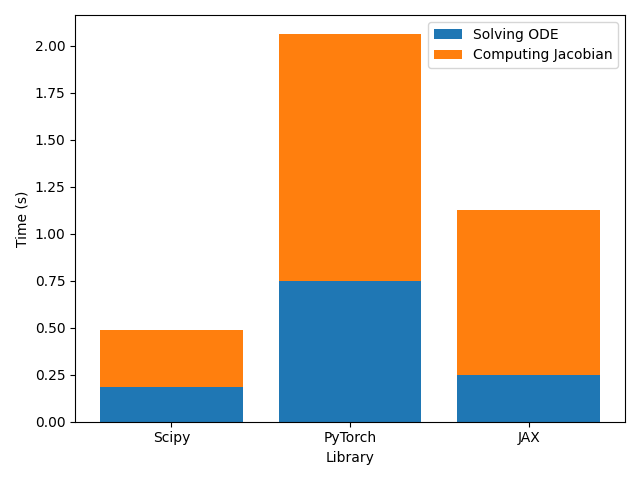 Solving ODE
Computing Jacobian
2.00
1.75
1.50
1.25
1.00
0.75
0.50
0.25
0.00
Time (s)
Scipy
PyTorch
JAX
Library